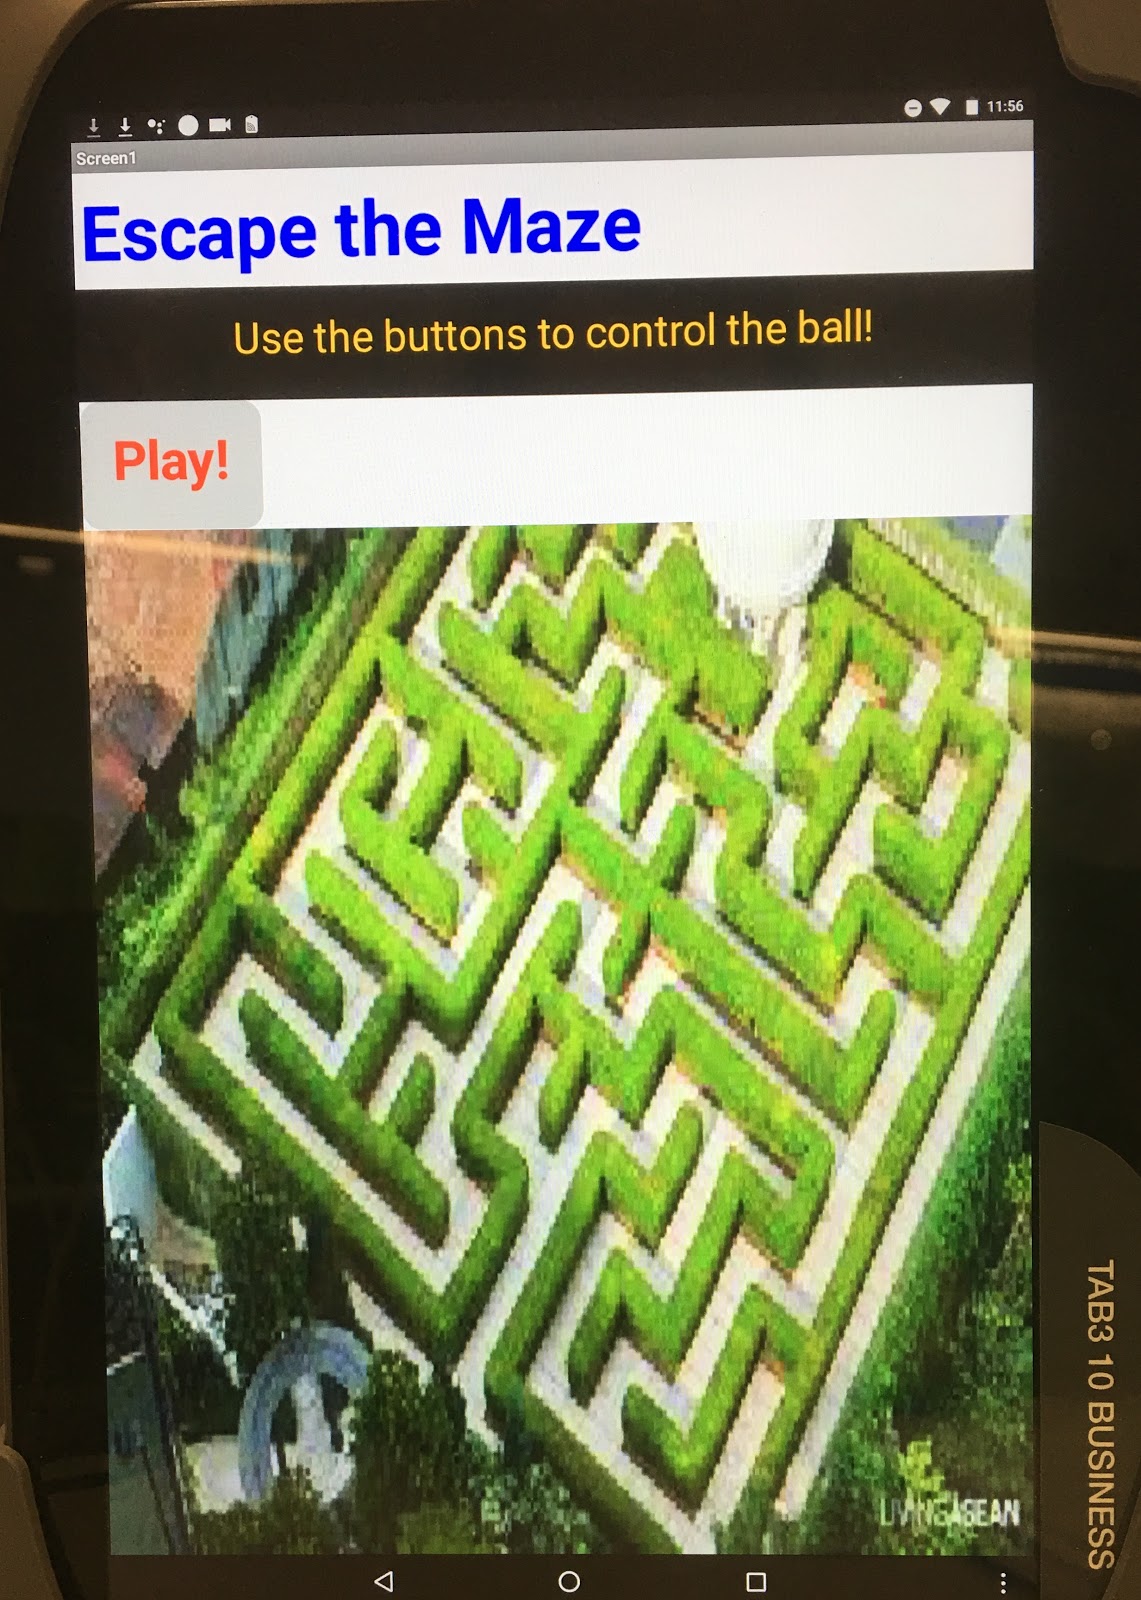 11:56
Screen1
Escape the Maze
Use the buttons to control the ball!
Play!
LIVINGASEAN
TAB3 10 BUSINESS